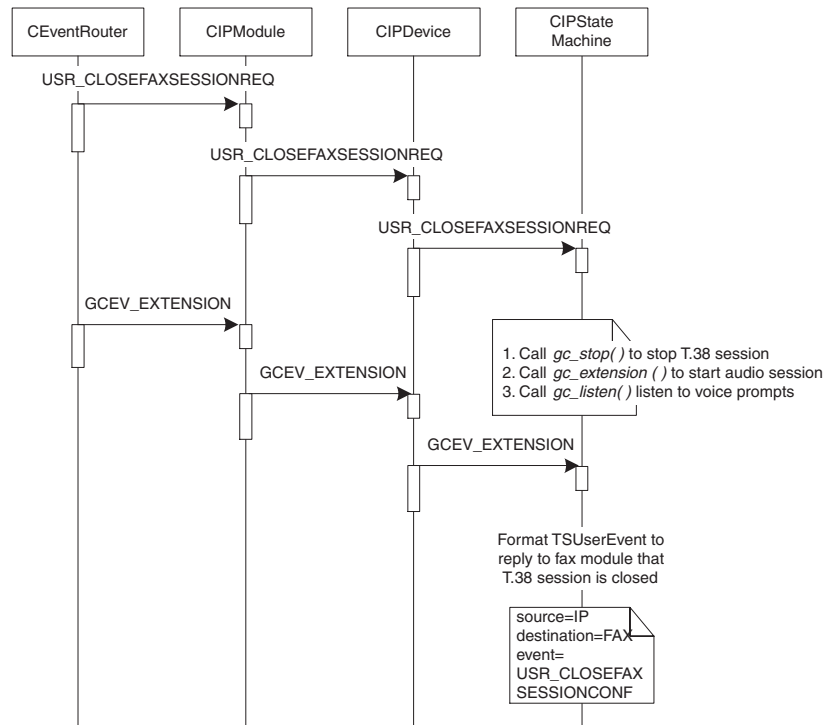 CEventRouter
CIPModule
CIPDevice
CIPState
Machine
USR_CLOSEFAXSESSIONREQ
USR_CLOSEFAXSESSIONREQ
USR_CLOSEFAXSESSIONREQ
GCEV_EXTENSION
1. Call gc_stop( ) to stop T.38 session
2. Call gc_extension ( ) to start audio session
3. Call gc_listen( ) listen to voice prompts
GCEV_EXTENSION
GCEV_EXTENSION
Format TSUserEvent to
reply to fax module that
T.38 session is closed
source=IP
destination=FAX
event=
USR_CLOSEFAX
SESSIONCONF